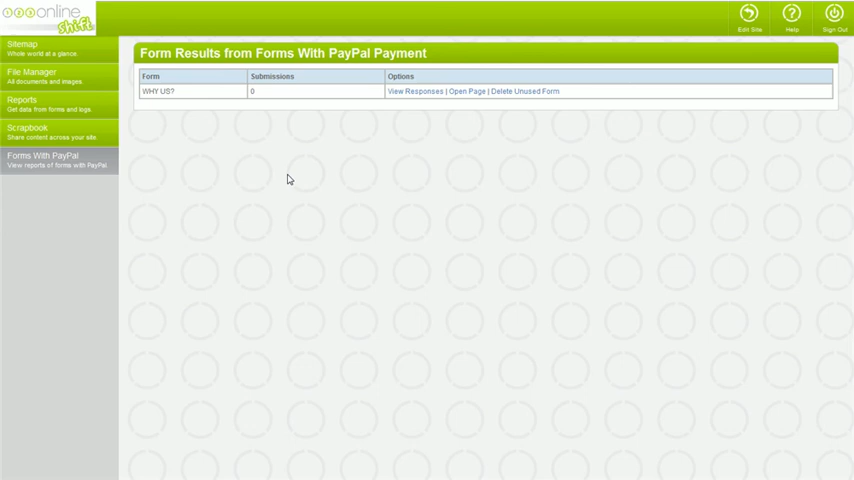 123online
shift
Edit Site
Help
Sign Out
Sitemap
Whole world at a glance.
File Manager
All documents and images.
Reports
Get data from forms and logs.
Scrapbook
Share content across your site.
Forms With PayPal
View reports of forms with PayPal.
Form Results from Forms With PayPal Payment
Form Submissions Options
WHY US? 0 View Responses | Open Page | Delete Unused Form